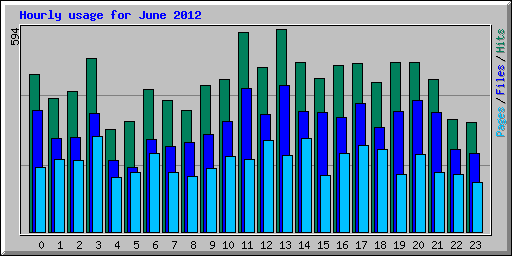 Hourly usage for June 2012
594
Pages / Files / Hits
0 1 2 3 4 5 6 7 8 9 10 11 12 13 14 15 16 17 18 19 20 21 22 23